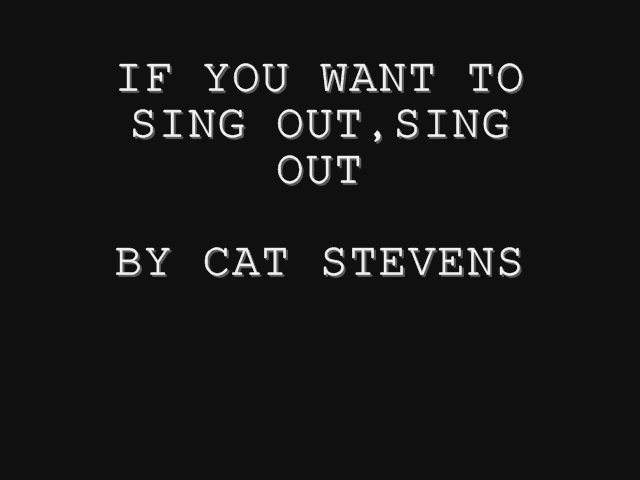 IF YOU WANT TO
SING OUT,SING
OUT
BY CAT STEVENS